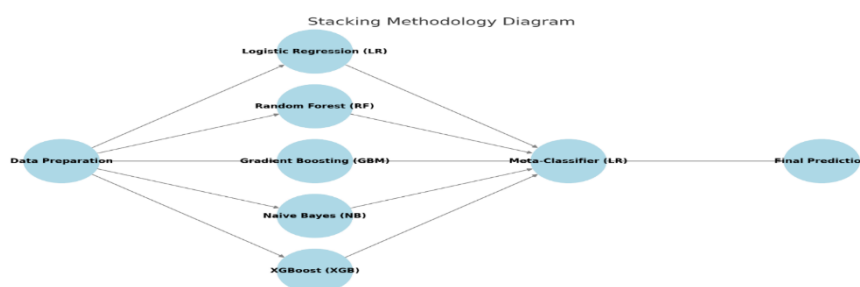 Stacking Methodology Diagram
Logistic Regression (LR)
Random Forest (RF)
Data Preparation
Gradient Boosting (GBM)
Meta-Classifier (LR)
Final Prediction
Naive Bayes (NB)
XGBoost (XGB)